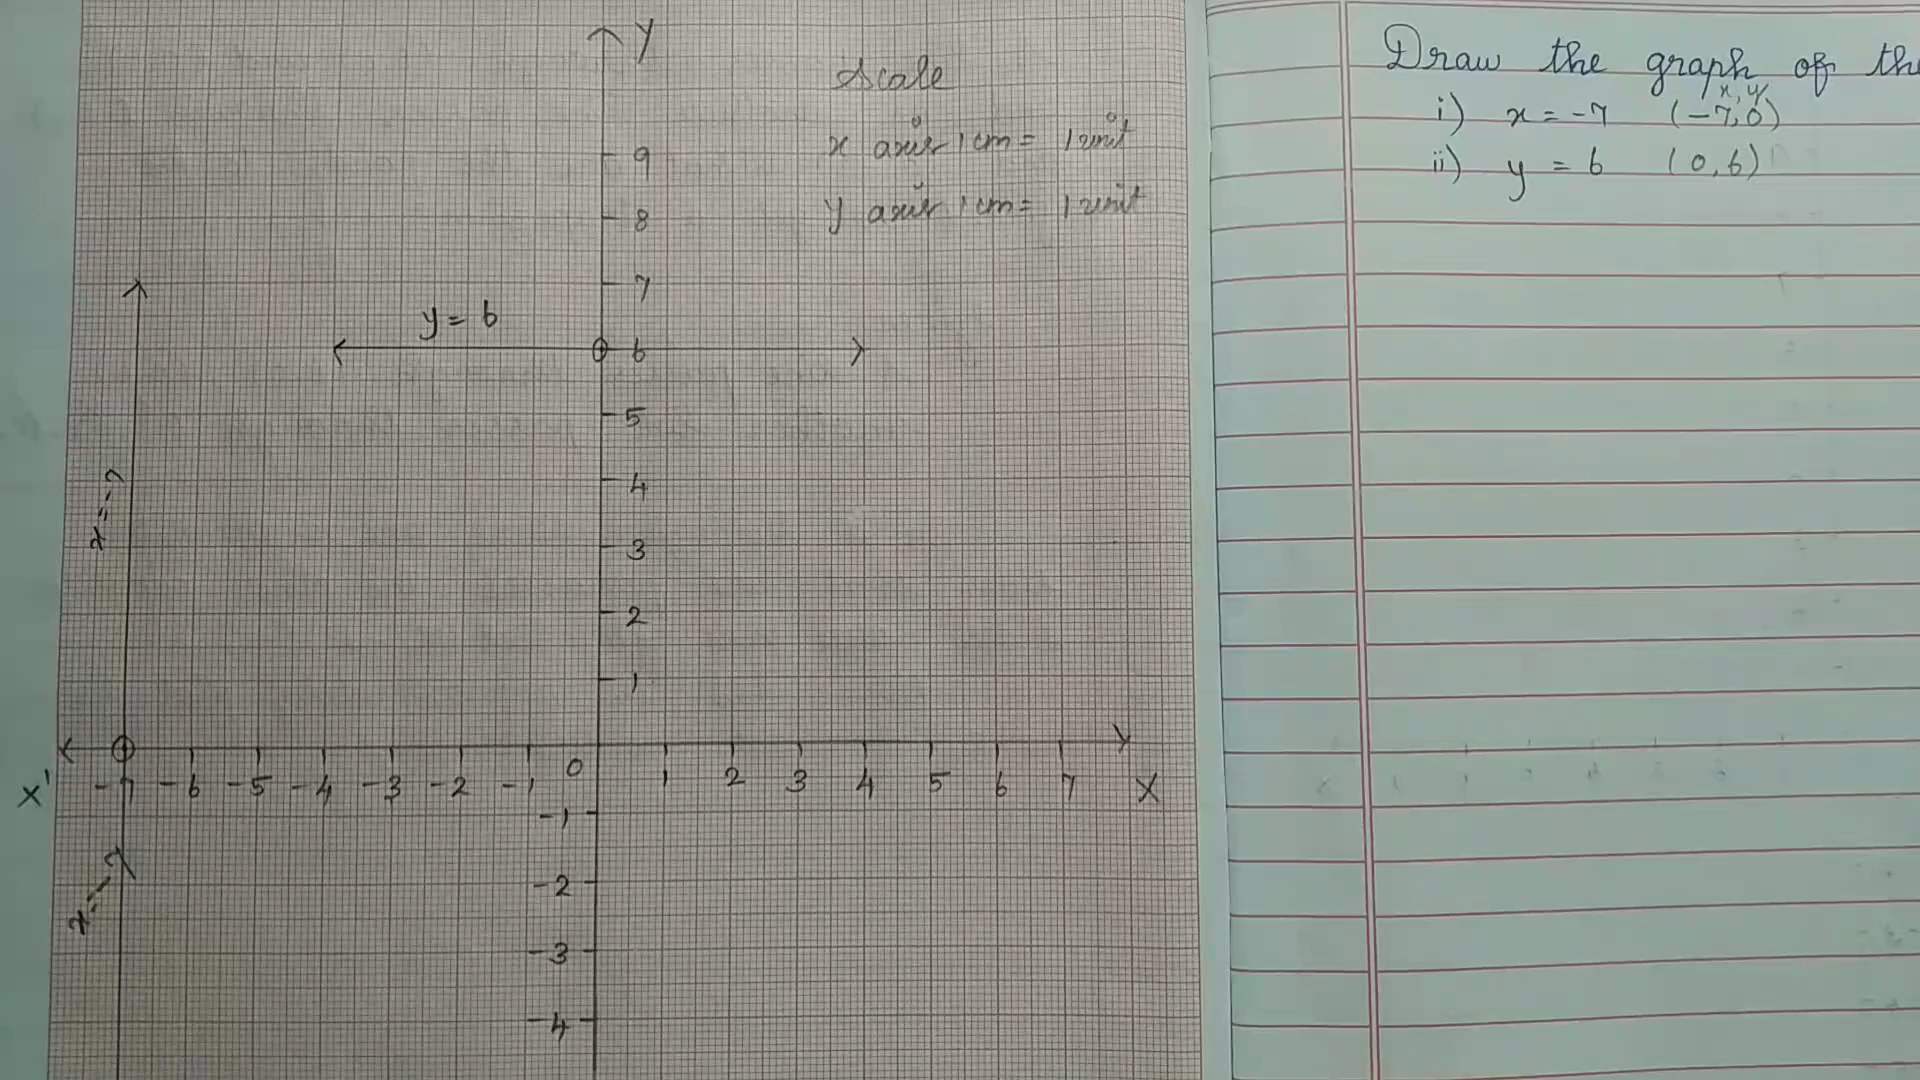 Y
Scale
x axis 1cm = 1unit
y axis 1cm = 1unit
9
8
7
y = 6
6
5
4
x = -7
3
2
1
0
X' -7 -6 -5 -4 -3 -2 -1 1 2 3 4 5 6 7 X
-1
x = -7
-2
-3
-4
Draw the graph of the
x, y
i) x = -7 (-7,0)
ii) y = 6 (0,6)